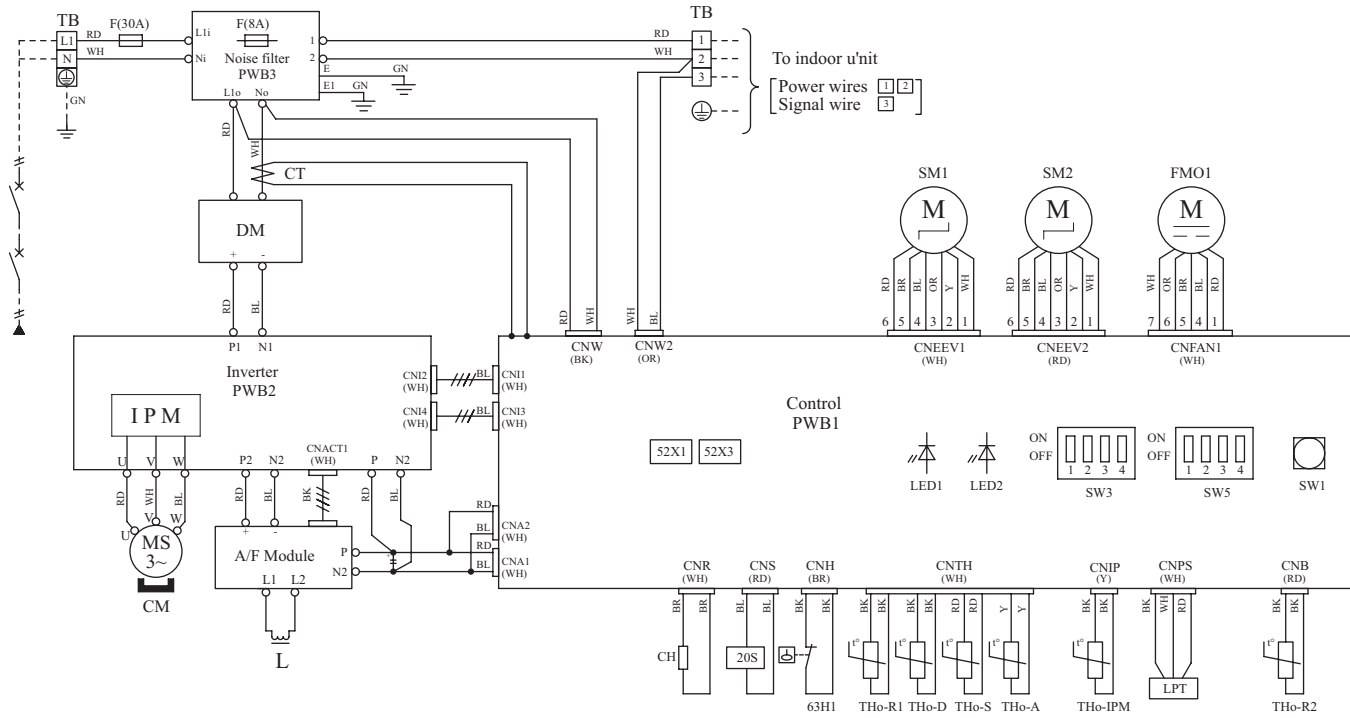 TB
F(30A)
F(8A)
L1
RD
L1i
1
RD
1
N
WH
Ni
Noise filter
PWB3
2
WH
2
3
E
GN
E1
GN
GN
L1o
No
TB
To indoor u'nit
Power wires 1 2
Signal wire 3
RD
WH
CT
DM
+ -
RD
BL
P1 N1
Inverter
PWB2
I P M
U V W
RD
WH
BL
U
V
W
MS
3~
CM
CNI2
(WH)
BL
CNI1
(WH)
CNI4
(WH)
BL
CNI3
(WH)
CNACT1
(WH)
P2 N2
P N2
RD
BL
BK
RD
BL
+ -
A/F Module
P
N2
L1 L2
L
RD
BL
CNA2
(WH)
RD
BL
CNA1
(WH)
RD
WH
CNW
(BK)
WH
BL
CNW2
(OR)
SM1
M
RD
BR
BL
OR
Y
WH
6 5 4 3 2 1
CNEEV1
(WH)
SM2
M
RD
BR
BL
OR
Y
WH
6 5 4 3 2 1
CNEEV2
(RD)
FMO1
M
WH
OR
BR
BL
RD
7 6 5 4 1
CNFAN1
(WH)
Control
PWB1
52X1
52X3
LED1
LED2
ON
OFF
1 2 3 4
SW3
ON
OFF
1 2 3 4
SW5
SW1
CNR
(WH)
BR
BR
CH
CNS
(RD)
BL
BL
20S
CNH
(BR)
BK
BK
63H1
CNTH
(WH)
BK
BK
BK
BK
RD
RD
Y
Y
t°
t°
t°
t°
THo-R1
THo-D
THo-S
THo-A
CNIP
(Y)
BK
BK
t°
THo-IPM
CNPS
(WH)
BK
WH
RD
LPT
CNB
(RD)
BK
BK
t°
THo-R2